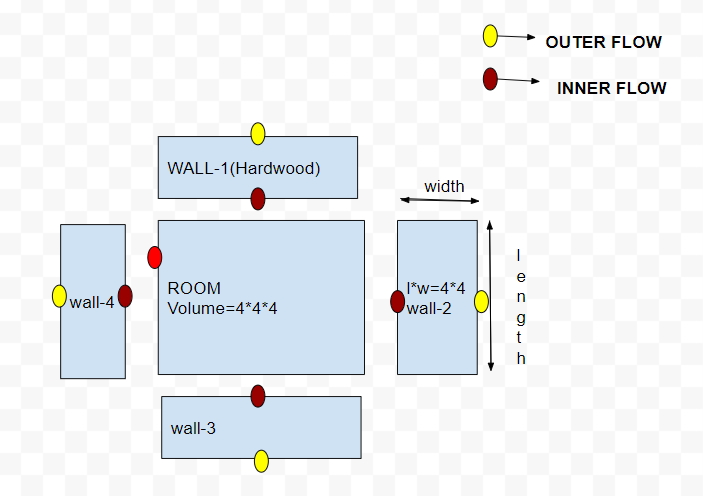 OUTER FLOW
INNER FLOW
WALL-1(Hardwood)
width
wall-4
ROOM
Volume=4*4*4
l*w=4*4
wall-2
l
e
n
g
t
h
wall-3